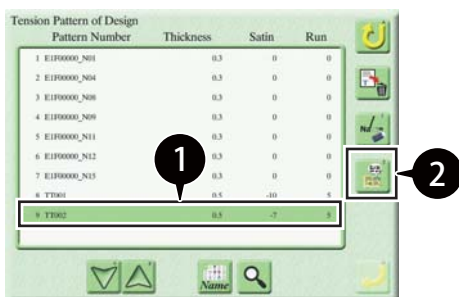 Tension Pattern of Design
Pattern Number Thickness Satin Run
1 E1F00000_N01 0.3 0 0
2 E1F00000_N04 0.3 0 0
3 E1F00000_N08 0.3 0 0
4 E1F00000_N09 0.3 0 0
5 E1F00000_N11 0.3 0 0
6 E1F00000_N12 0.3 0 0
7 E1F00000_N15 0.3 0 0
8 TT001 0.5 -10 5
9 TT002 0.5 -7 5
1
2
Name